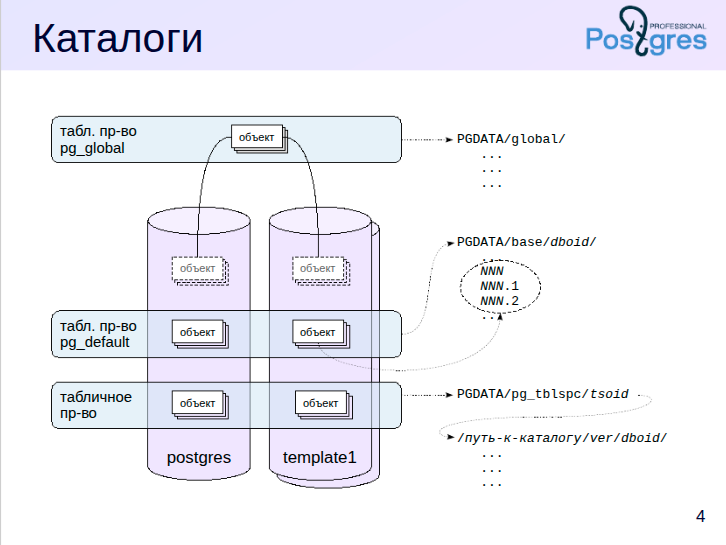 Каталоги
PROFESSIONAL
Postgres
табл. пр-во
pg_global
объект
PGDATA/global/
...
...
...
объект
объект
PGDATA/base/dboid/
...
NNN
NNN.1
NNN.2
...
табл. пр-во
pg_default
объект
объект
табличное
пр-во
объект
объект
PGDATA/pg_tblspc/tsoid
/путь-к-каталогу/ver/dboid/
...
...
...
postgres
template1
4